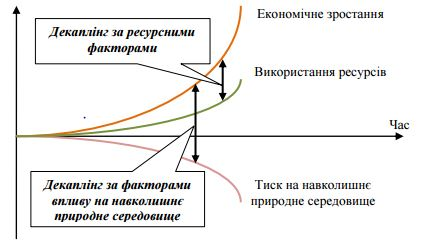 Економічне зростання
Декаплінг за ресурсними
факторами
Використання ресурсів
Час
Декаплінг за факторами
впливу на навколишнє
природне середовище
Тиск на навколишнє
природне середовище